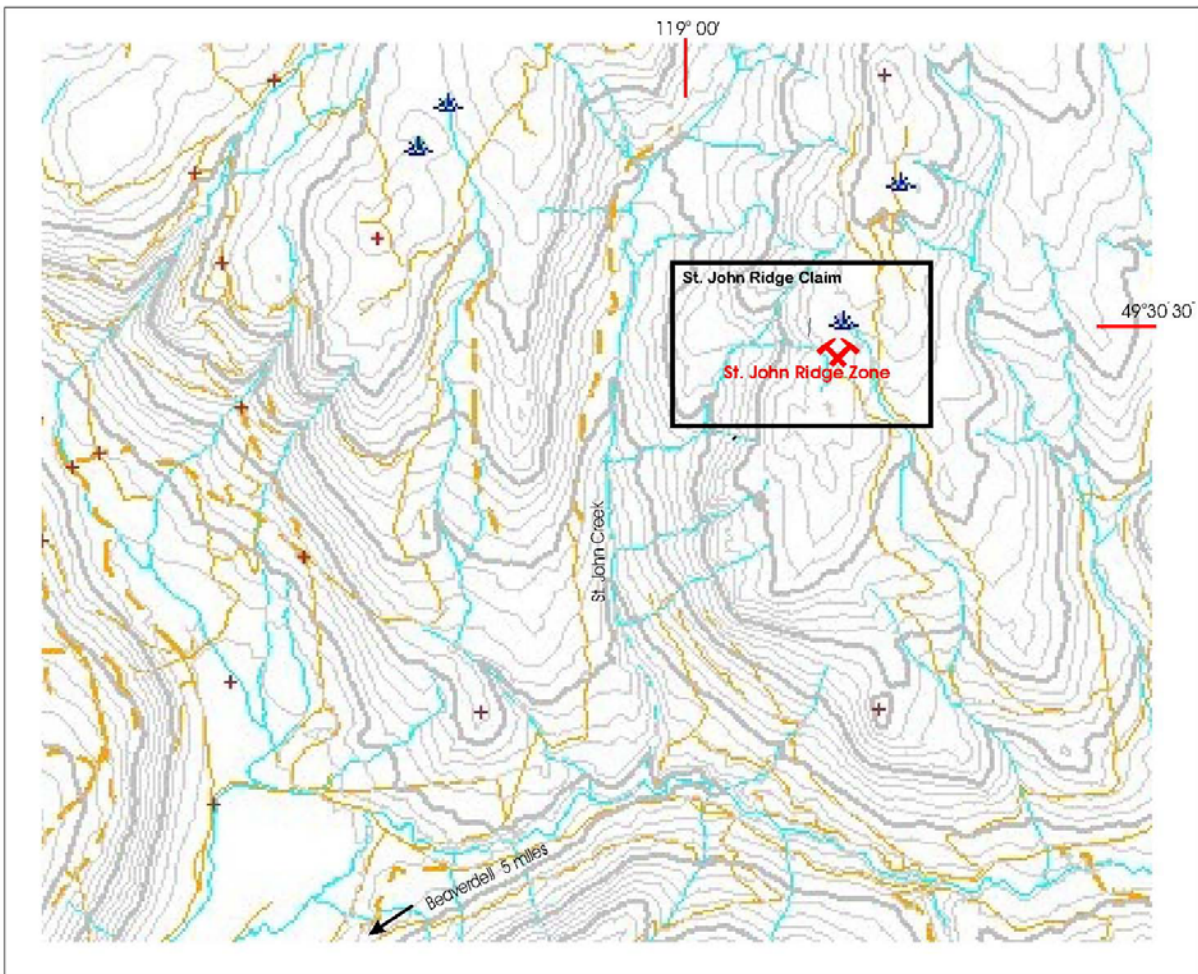 119° 00'
St. John Ridge Claim
49°30'30"
St. John Ridge Zone
St. John Creek
Beaverdell 5 miles